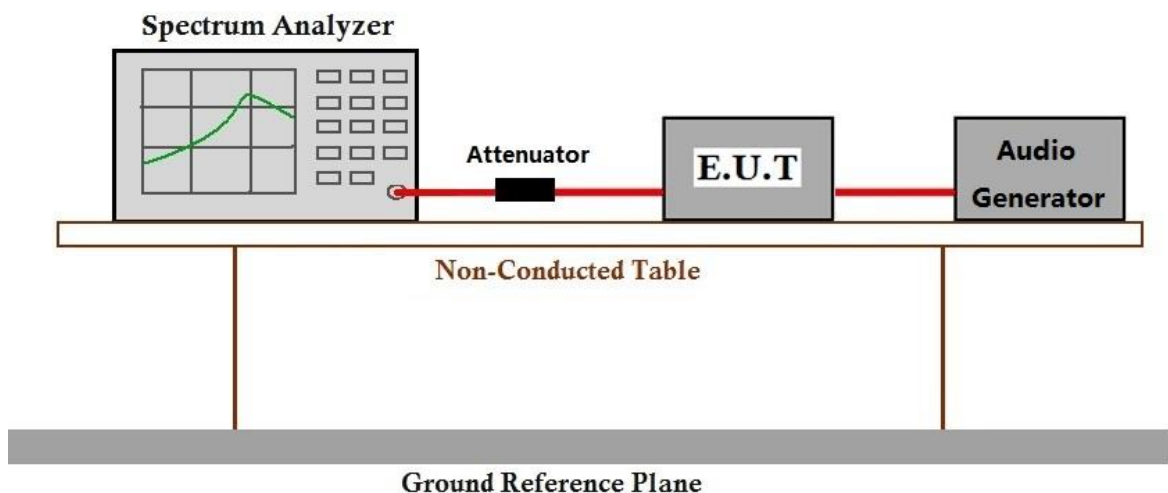 Spectrum Analyzer
Attenuator
E.U.T
Audio
Generator
Non-Conducted Table
Ground Reference Plane